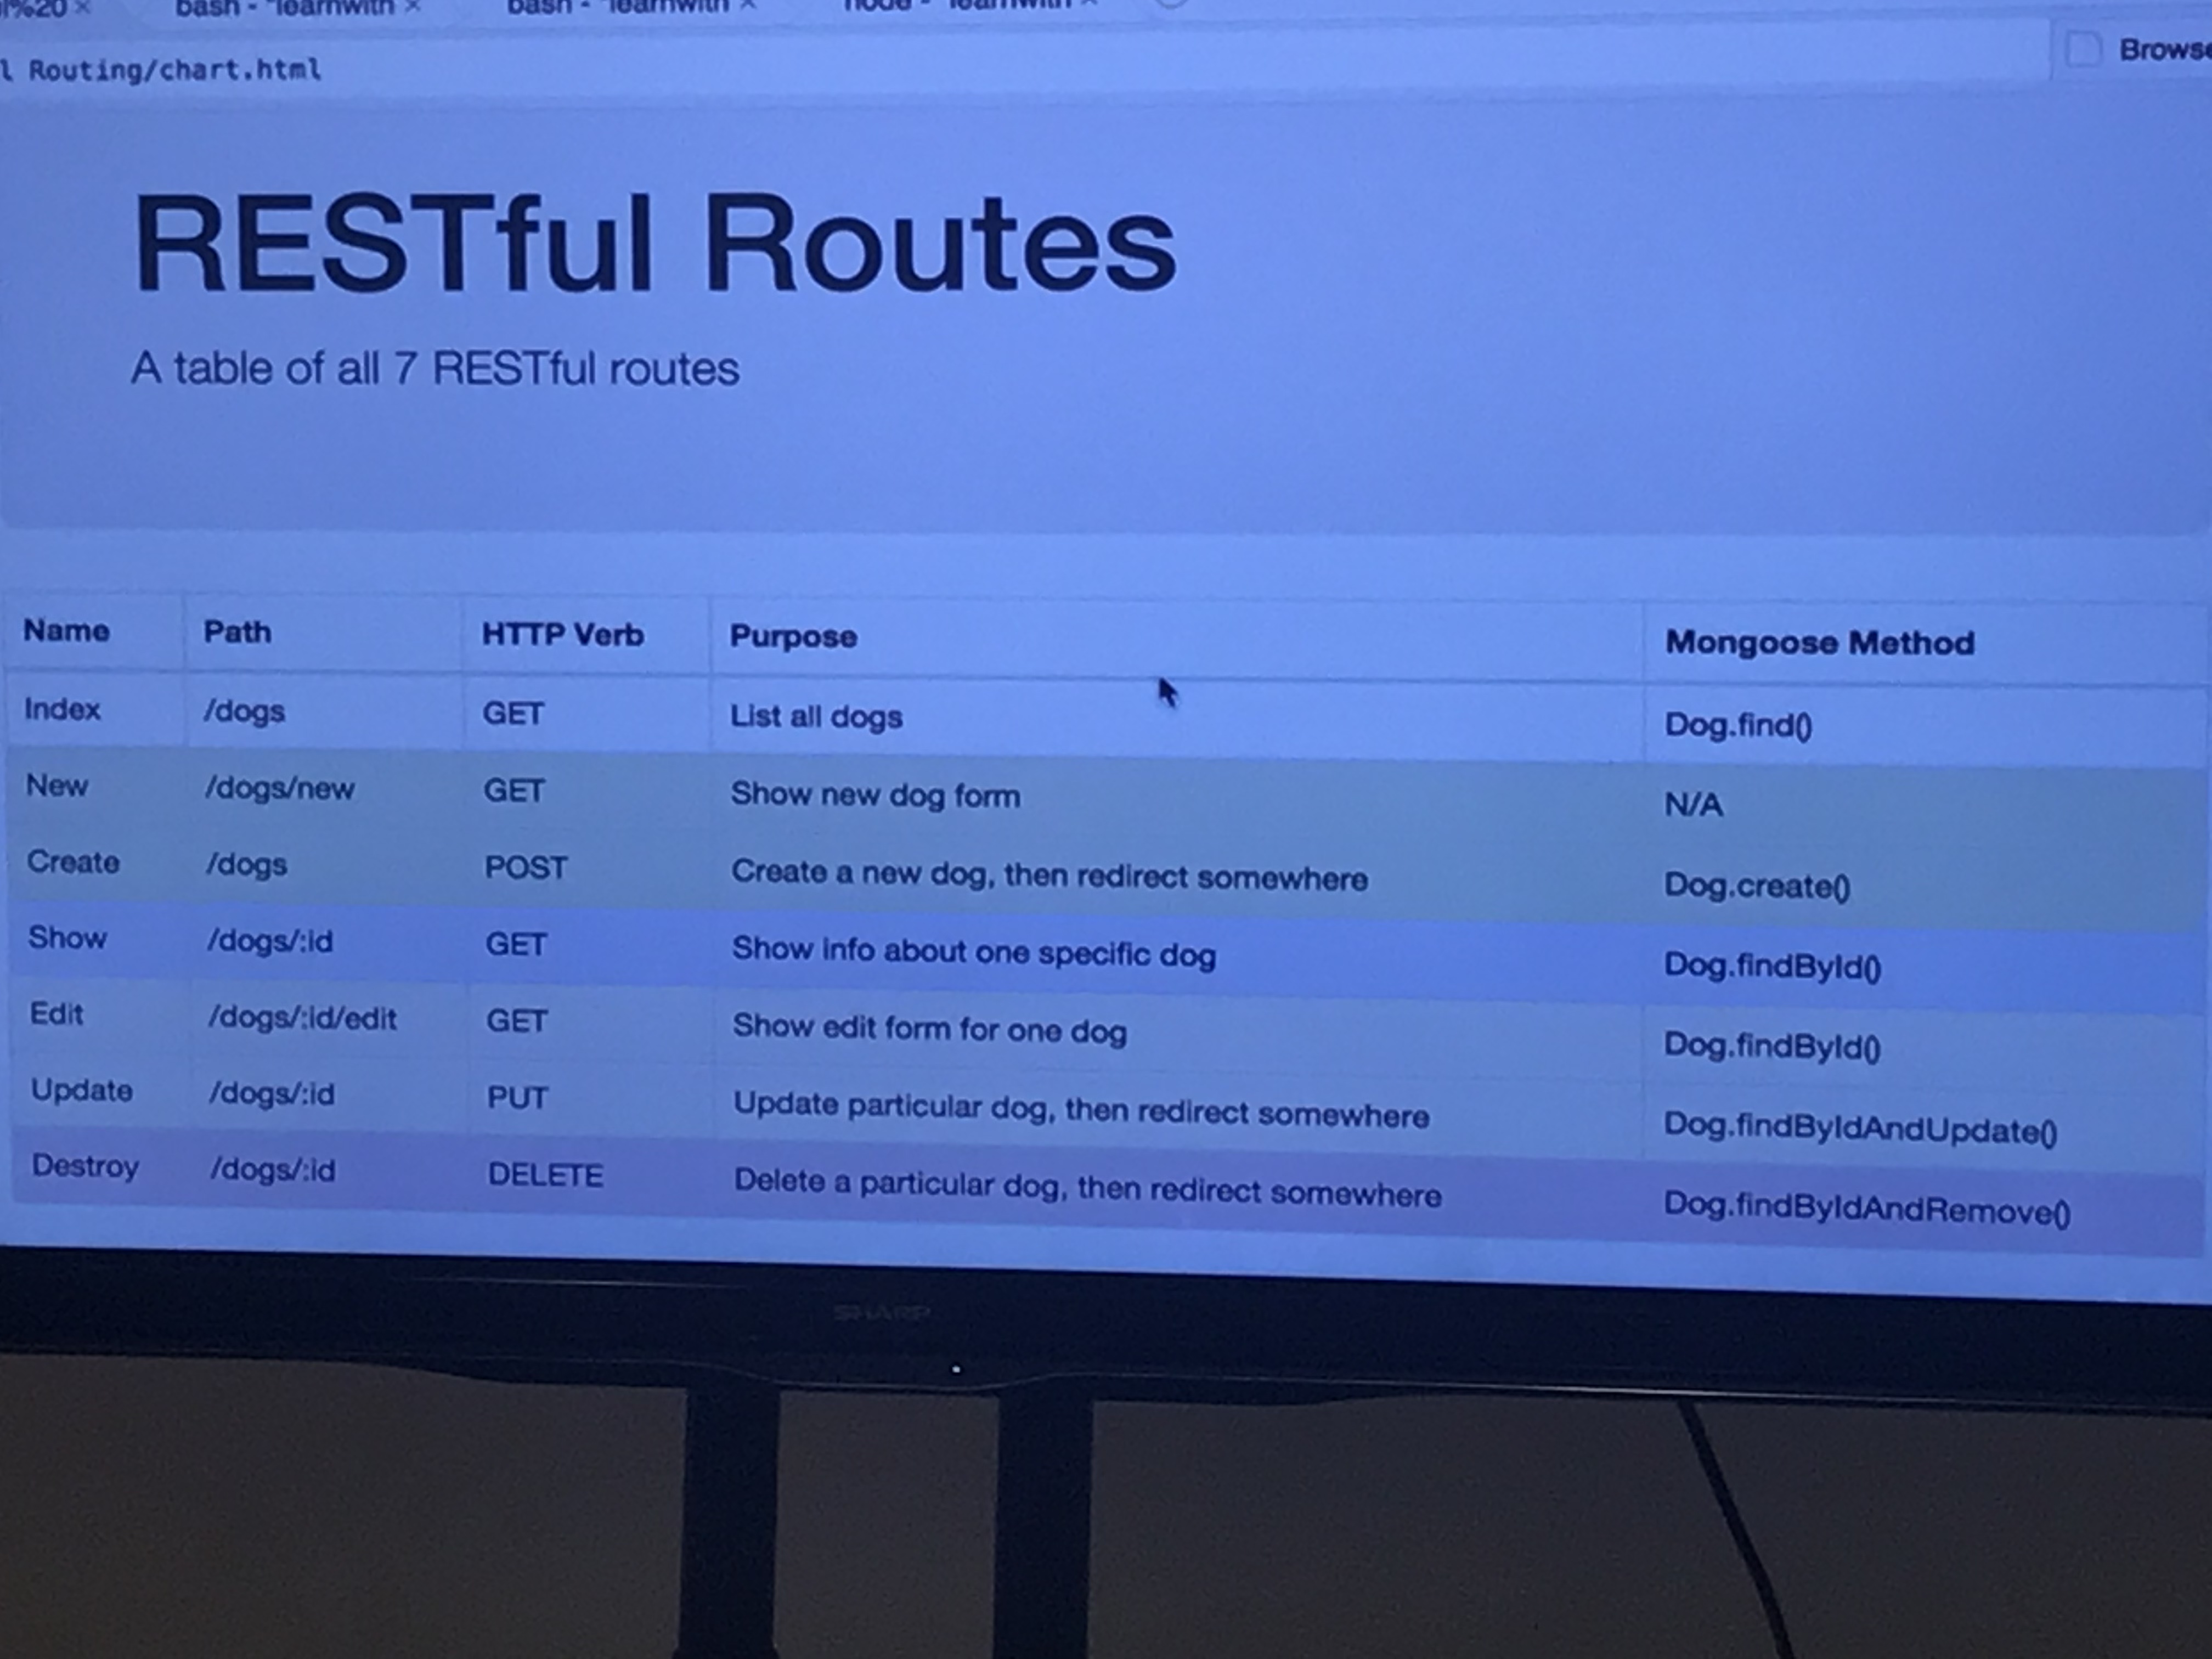 bash - "learnwith ×
bash - "learnwith ×
l Routing/chart.html
Browse
RESTful Routes
A table of all 7 RESTful routes
Name Path HTTP Verb Purpose Mongoose Method
Index /dogs GET List all dogs Dog.find()
New /dogs/new GET Show new dog form N/A
Create /dogs POST Create a new dog, then redirect somewhere Dog.create()
Show /dogs/:id GET Show info about one specific dog Dog.findById()
Edit /dogs/:id/edit GET Show edit form for one dog Dog.findById()
Update /dogs/:id PUT Update particular dog, then redirect somewhere Dog.findByIdAndUpdate()
Destroy /dogs/:id DELETE Delete a particular dog, then redirect somewhere Dog.findByIdAndRemove()
SHARP